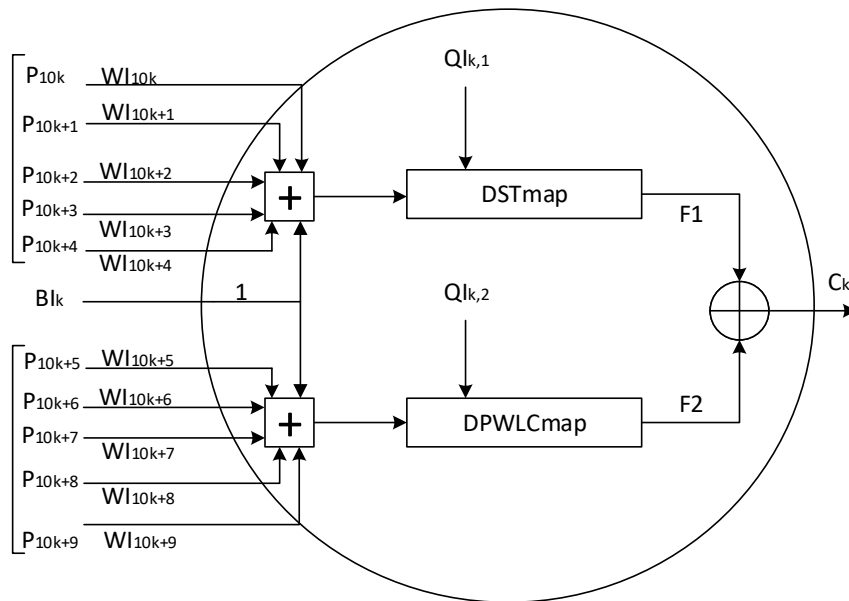 P10k WI10k
P10k+1 WI10k+1
P10k+2 WI10k+2
P10k+3 WI10k+3
P10k+4 WI10k+4
BIk 1
P10k+5 WI10k+5
P10k+6 WI10k+6
P10k+7 WI10k+7
P10k+8 WI10k+8
P10k+9 WI10k+9
+
+
QIk,1
DSTmap
F1
QIk,2
DPWLCmap
F2
Ck